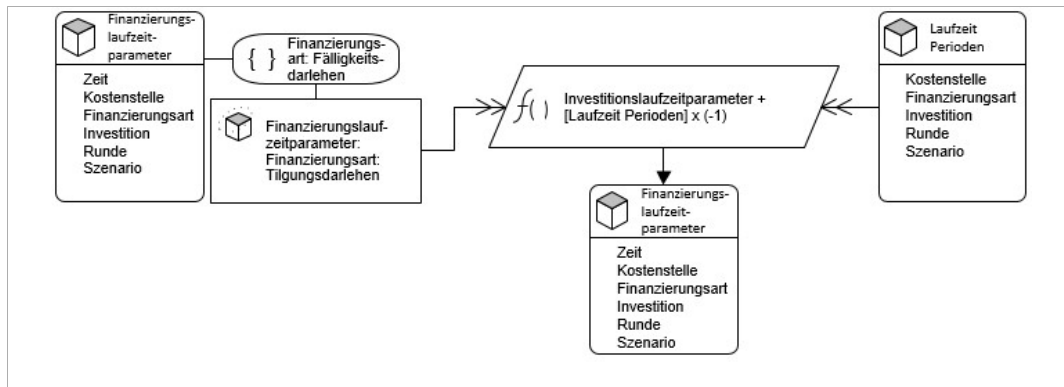 Finanzierungs-
laufzeit-
parameter
Zeit
Kostenstelle
Finanzierungsart
Investition
Runde
Szenario
{ }
Finanzierungs-
art: Fälligkeits-
darlehen
Finanzierungslauf-
zeitparameter:
Finanzierungsart:
Tilgungsdarlehen
f( )
Investitionslaufzeitparameter +
[Laufzeit Perioden] x (-1)
Laufzeit
Perioden
Kostenstelle
Finanzierungsart
Investition
Runde
Szenario
Finanzierungs-
laufzeit-
parameter
Zeit
Kostenstelle
Finanzierungsart
Investition
Runde
Szenario